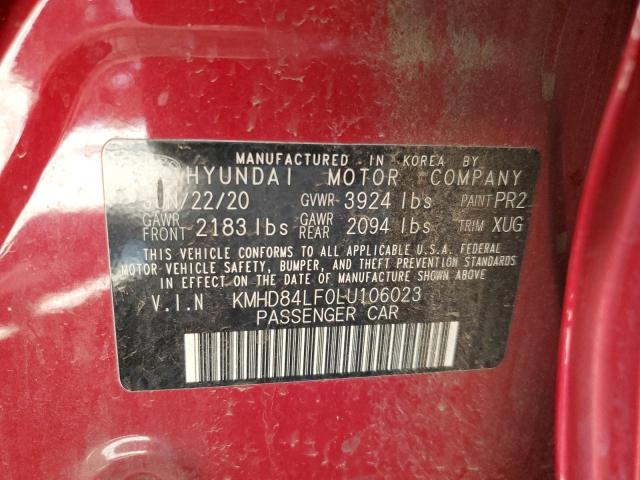 MANUFACTURED IN KOREA BY
HYUNDAI MOTOR COMPANY
JUN/22/20 GVWR 3924 lbs PAINT PR2
GAWR FRONT 2183 lbs GAWR REAR 2094 lbs TRIM XUG
THIS VEHICLE CONFORMS TO ALL APPLICABLE U.S.A. FEDERAL
MOTOR VEHICLE SAFETY, BUMPER, AND THEFT PREVENTION STANDARDS
IN EFFECT ON THE DATE OF MANUFACTURE SHOWN ABOVE
V.I.N KMHD84LF0LU106023
PASSENGER CAR